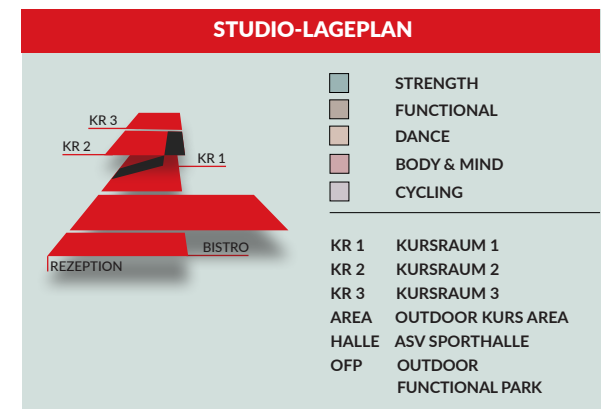 STUDIO-LAGEPLAN
KR 3
KR 2
KR 1
BISTRO
REZEPTION
STRENGTH
FUNCTIONAL
DANCE
BODY & MIND
CYCLING
KR 1 KURSRAUM 1
KR 2 KURSRAUM 2
KR 3 KURSRAUM 3
AREA OUTDOOR KURS AREA
HALLE ASV SPORTHALLE
OFP OUTDOOR
FUNCTIONAL PARK